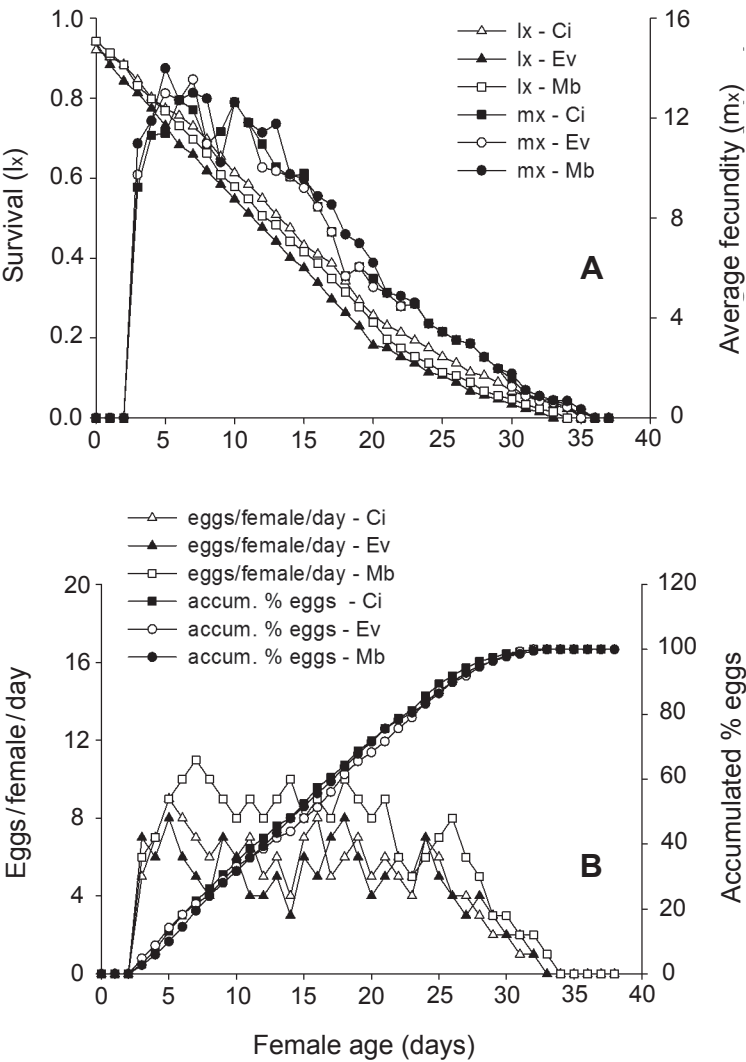 1.0
0.8
0.6
0.4
0.2
0.0
Survival (lx)
16
12
8
4
0
Average fecundity (mx)
lx - Ci
lx - Ev
lx - Mb
mx - Ci
mx - Ev
mx - Mb
A
0 5 10 15 20 25 30 35 40
eggs/female/day - Ci
eggs/female/day - Ev
eggs/female/day - Mb
accum. % eggs - Ci
accum. % eggs - Ev
accum. % eggs - Mb
20
16
12
8
4
0
Eggs/female/day
120
100
80
60
40
20
0
Accumulated % eggs
B
0 5 10 15 20 25 30 35 40
Female age (days)